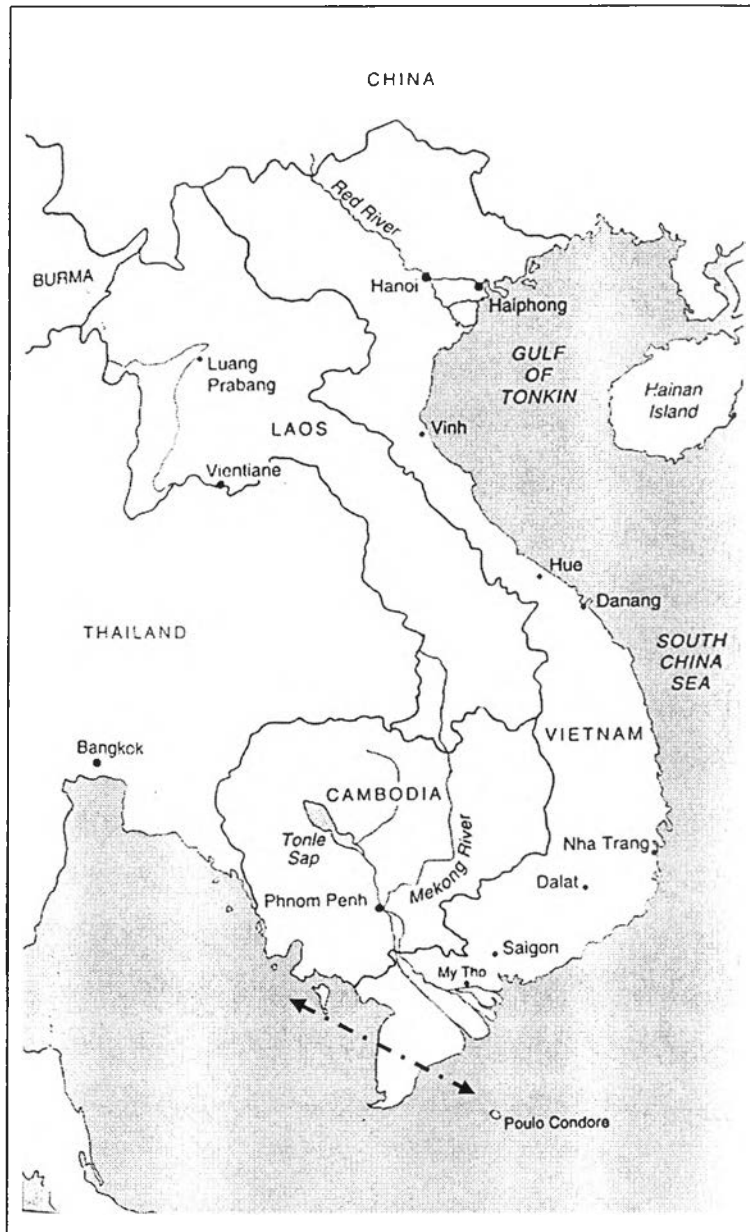 CHINA
Red River
BURMA
Hanoi
Haiphong
Luang
Prabang
GULF
OF
TONKIN
Hainan
Island
LAOS
Vinh
Vientiane
Hue
Danang
THAILAND
SOUTH
CHINA
SEA
VIETNAM
Bangkok
CAMBODIA
Tonle
Sap
Mekong River
Nha Trang
Dalat
Phnom Penh
Saigon
My Tho
Poulo Condore